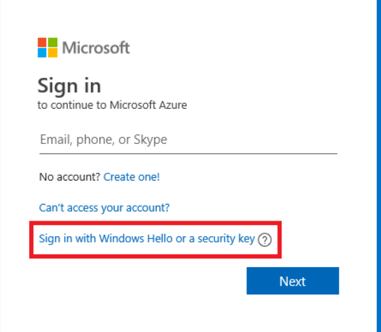 Microsoft
Sign in
to continue to Microsoft Azure
Email, phone, or Skype
No account? Create one!
Can't access your account?
Sign in with Windows Hello or a security key ?
Next